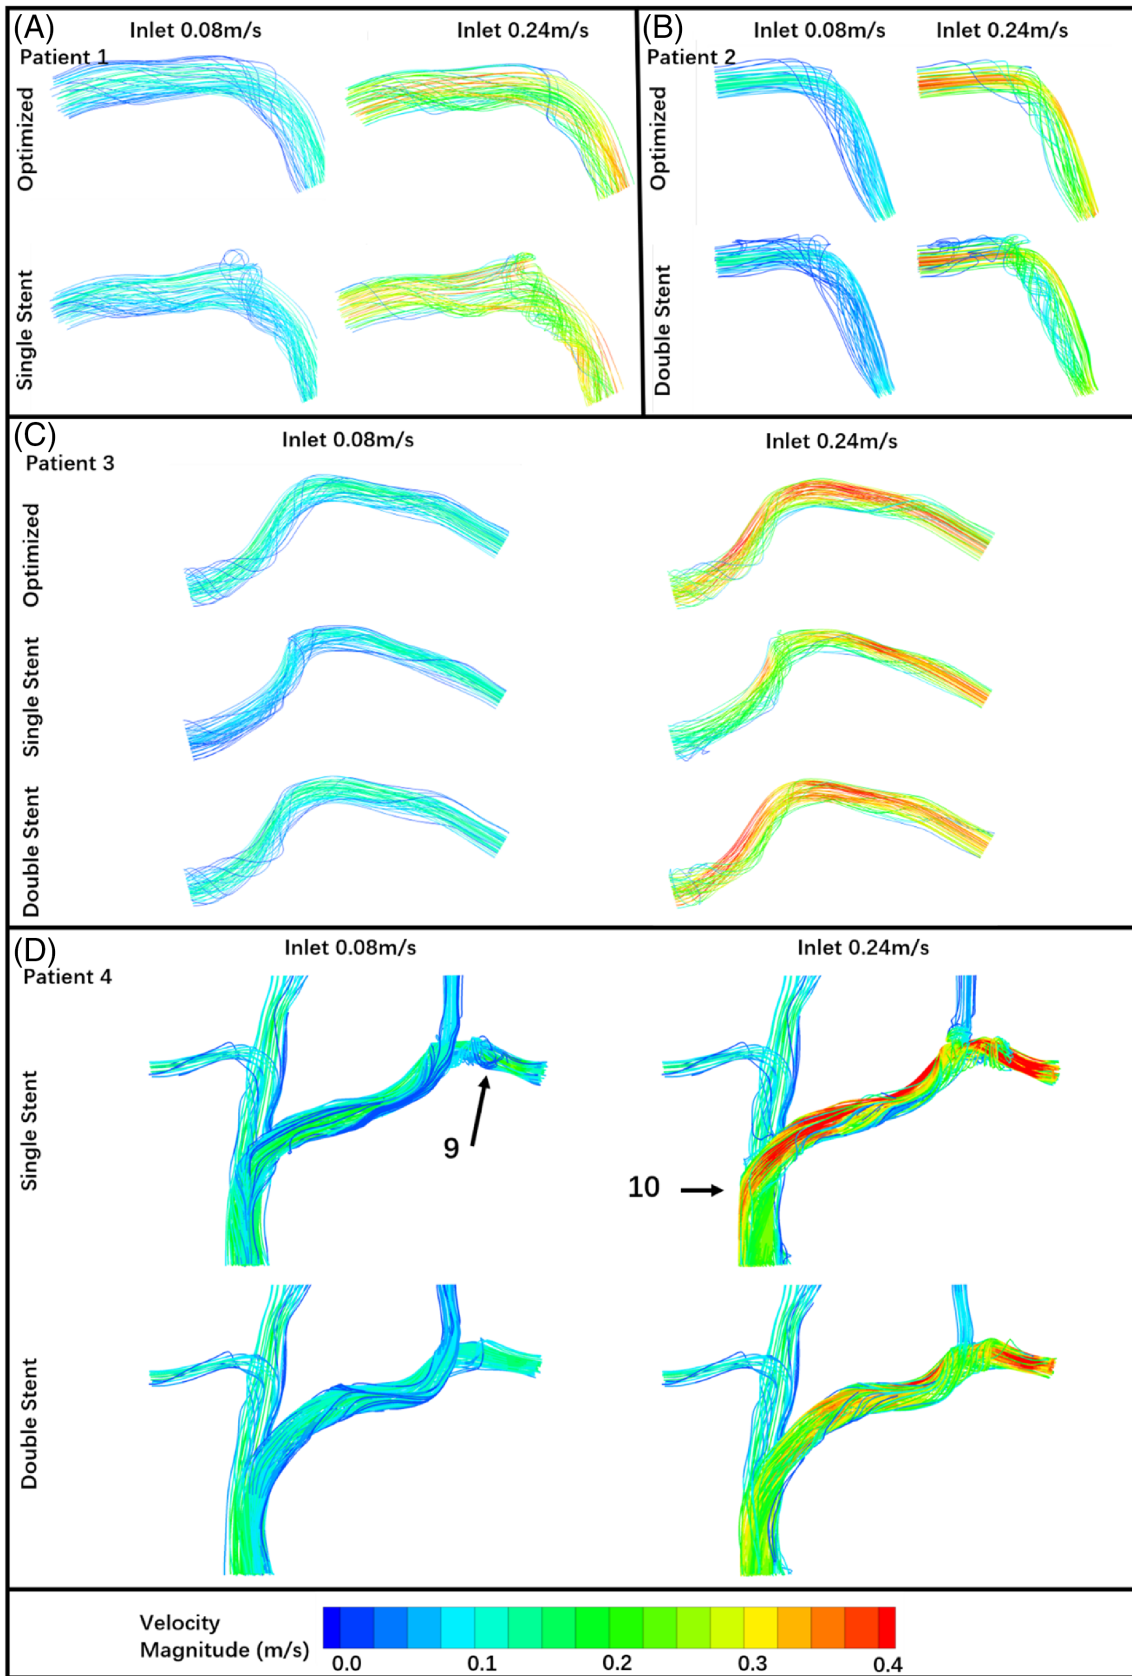 (A)
Inlet 0.08m/s
Inlet 0.24m/s
Patient 1
Optimized
Single Stent
(B)
Inlet 0.08m/s
Inlet 0.24m/s
Patient 2
Optimized
Double Stent
(C)
Inlet 0.08m/s
Inlet 0.24m/s
Patient 3
Optimized
Single Stent
Double Stent
(D)
Inlet 0.08m/s
Inlet 0.24m/s
Patient 4
Single Stent
9
10
Double Stent
Velocity
Magnitude (m/s)
0.0 0.1 0.2 0.3 0.4